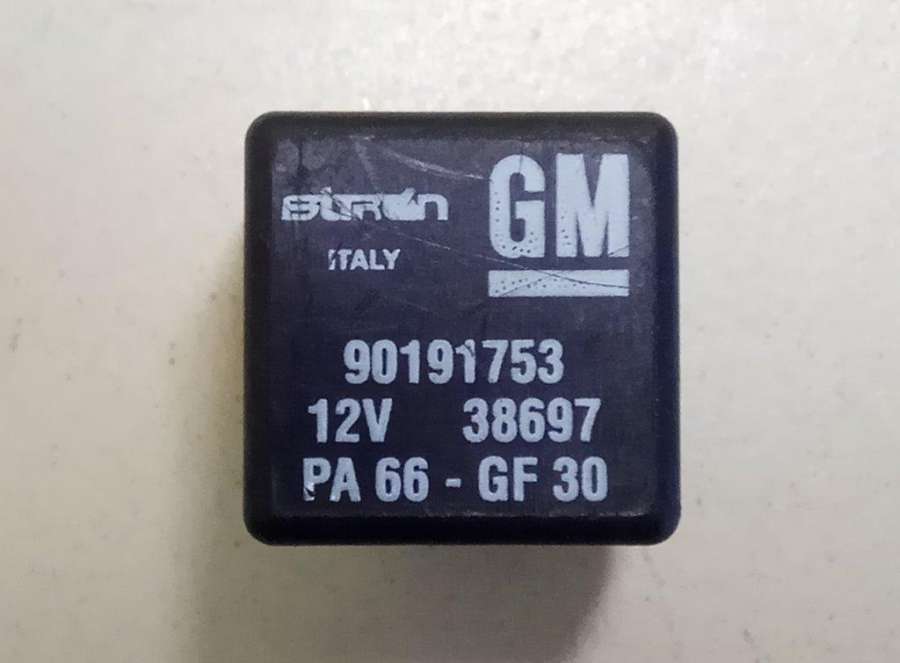 GM
ITALY
90191753
12V 38697
PA 66 - GF 30